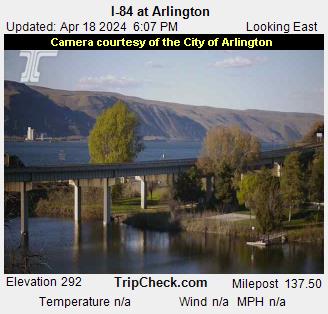 I-84 at Arlington
Updated: Apr 18 2024 6:07 PM Looking East
Camera courtesy of the City of Arlington
Elevation 292 TripCheck.com Milepost 137.50
Temperature n/a Wind n/a MPH n/a